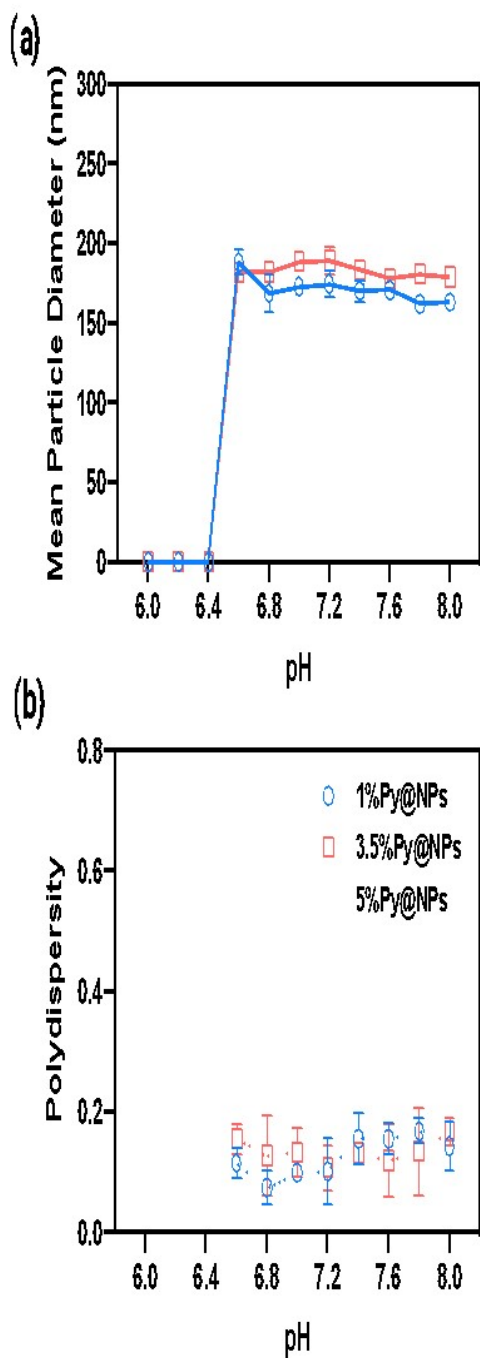 (a)
Mean Particle Diameter (nm)
300
250
200
150
100
50
0
6.0 6.4 6.8 7.2 7.6 8.0
pH
(b)
Polydispersity
0.8
0.6
0.4
0.2
0.0
1%Py@NPs
3.5%Py@NPs
5%Py@NPs
6.0 6.4 6.8 7.2 7.6 8.0
pH